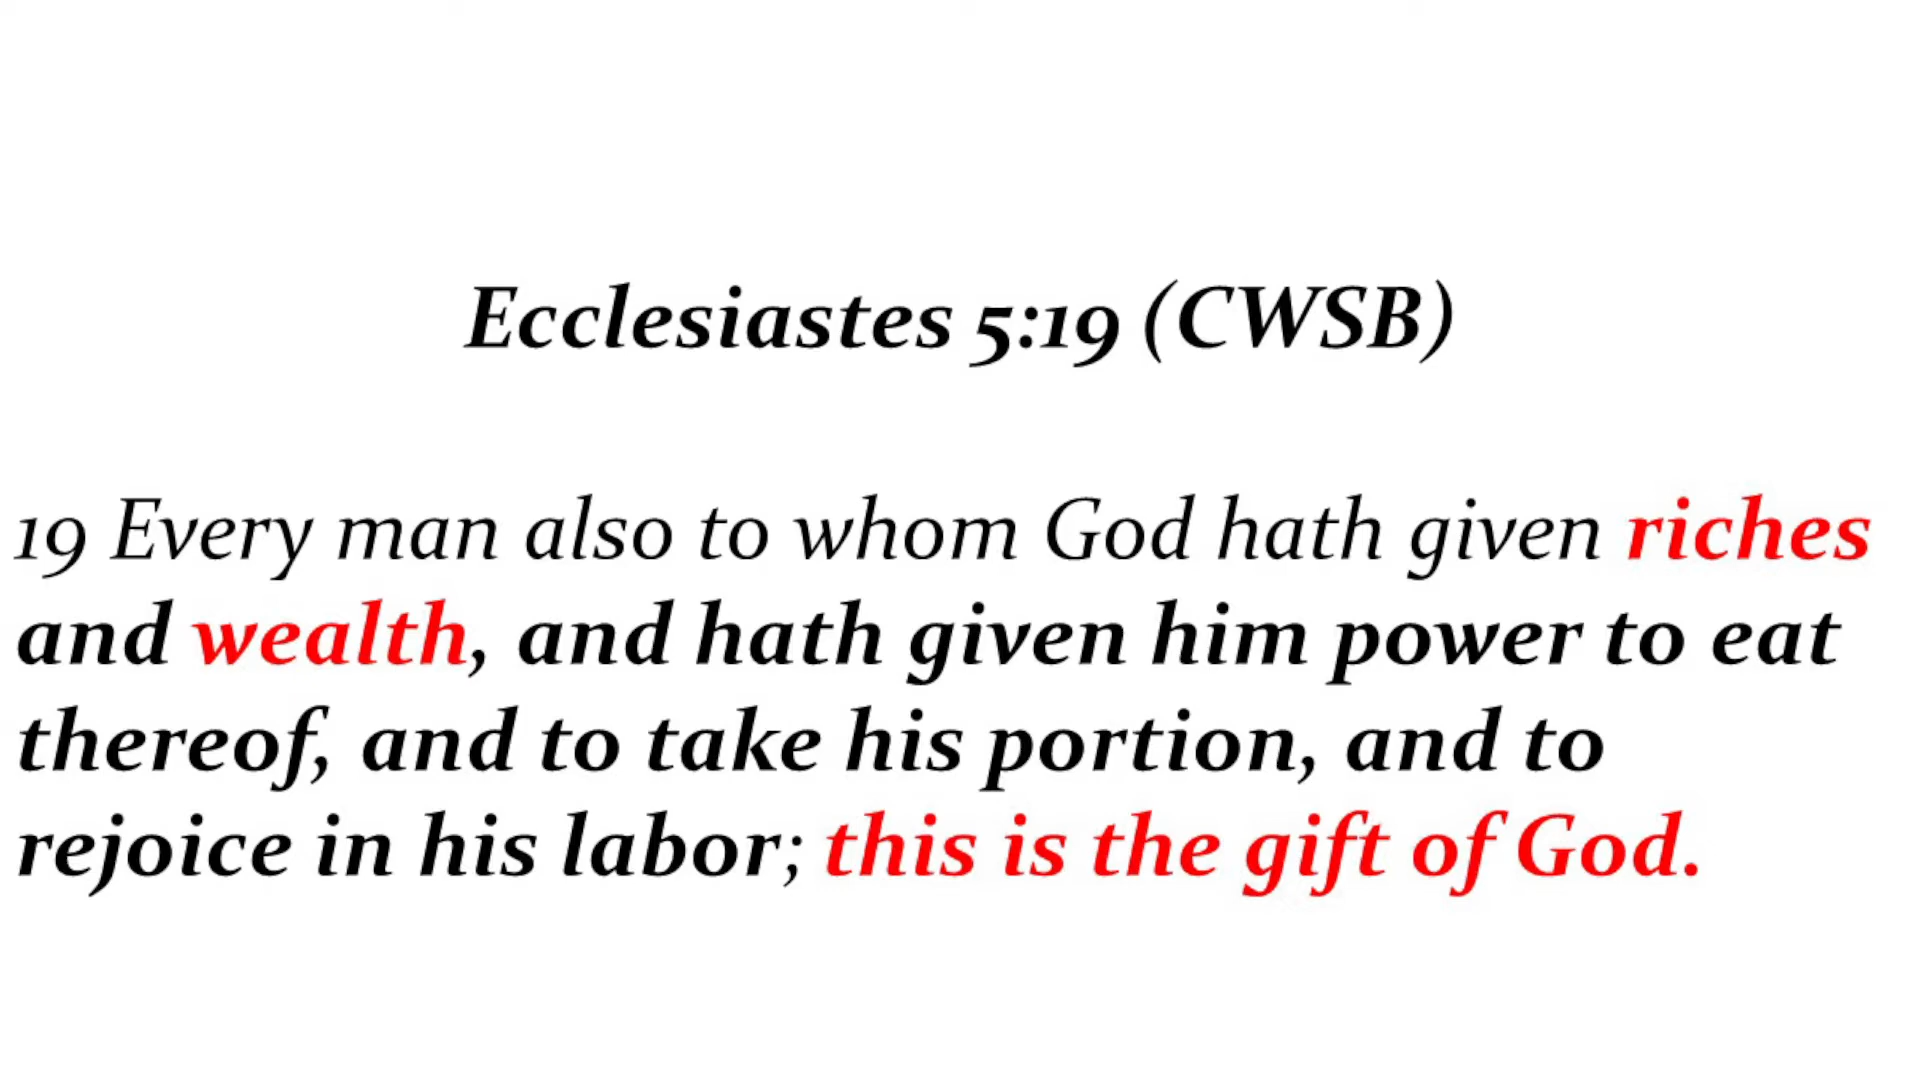 Ecclesiastes 5:19 (CWSB)
19 Every man also to whom God hath given riches
and wealth, and hath given him power to eat
thereof, and to take his portion, and to
rejoice in his labor; this is the gift of God.